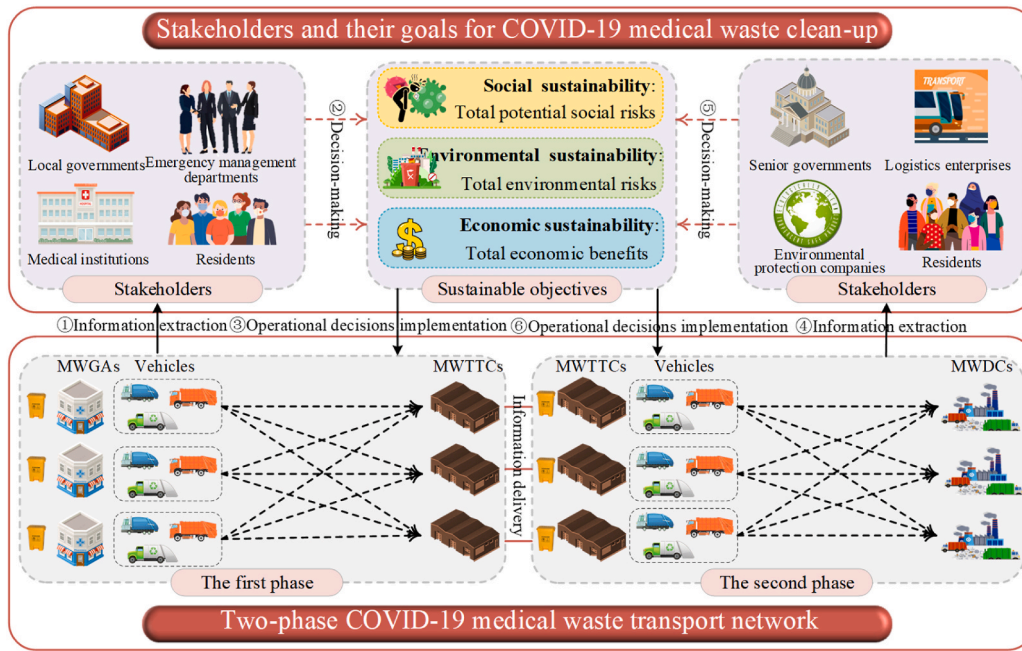 Stakeholders and their goals for COVID-19 medical waste clean-up
Local governments
Emergency management
departments
Medical institutions
Residents
Stakeholders
②Decision-making
Social sustainability:
Total potential social risks
Environmental sustainability:
Total environmental risks
Economic sustainability:
Total economic benefits
Sustainable objectives
⑤Decision-making
Senior governments
TRANSPORT
Logistics enterprises
Environmental
protection companies
Residents
Stakeholders
①Information extraction
③Operational decisions implementation
⑥Operational decisions implementation
④Information extraction
MWGAs
Vehicles
MWTTCs
The first phase
Information delivery
MWTTCs
Vehicles
MWDCs
The second phase
Two-phase COVID-19 medical waste transport network